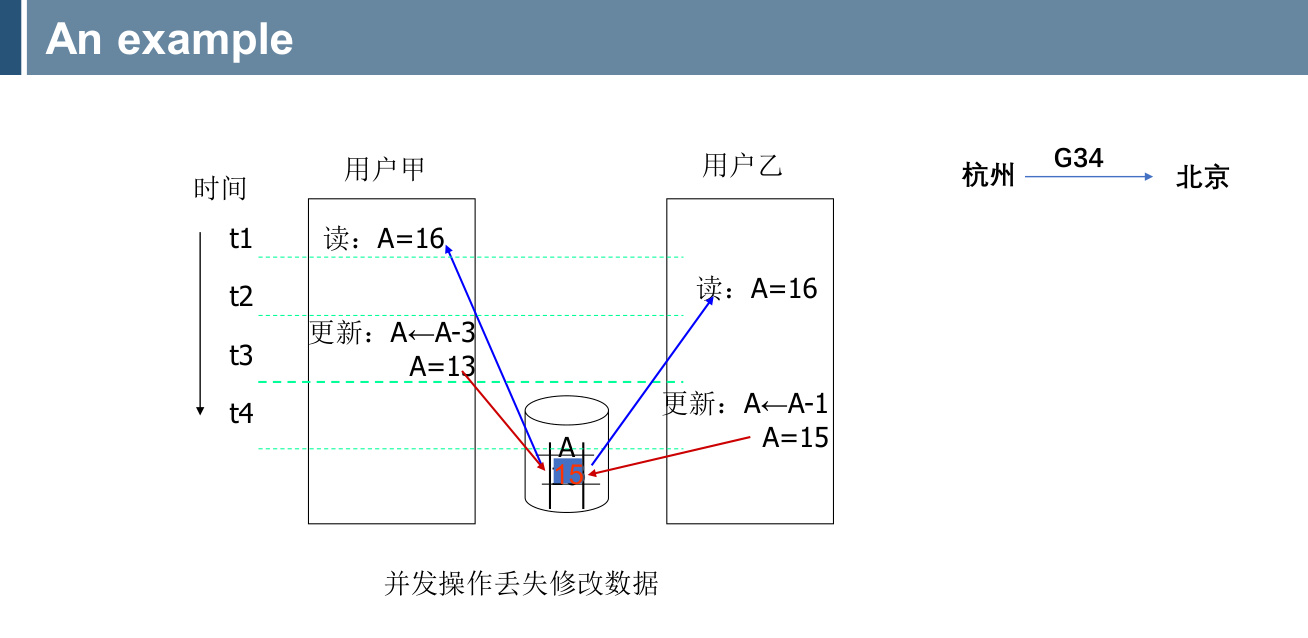 An example
用户甲
用户乙
杭州
G34
北京
时间
t1
读：A=16
t2
读：A=16
更新：A←A-3
t3
A=13
更新：A←A-1
t4
A=15
A
15
并发操作丢失修改数据